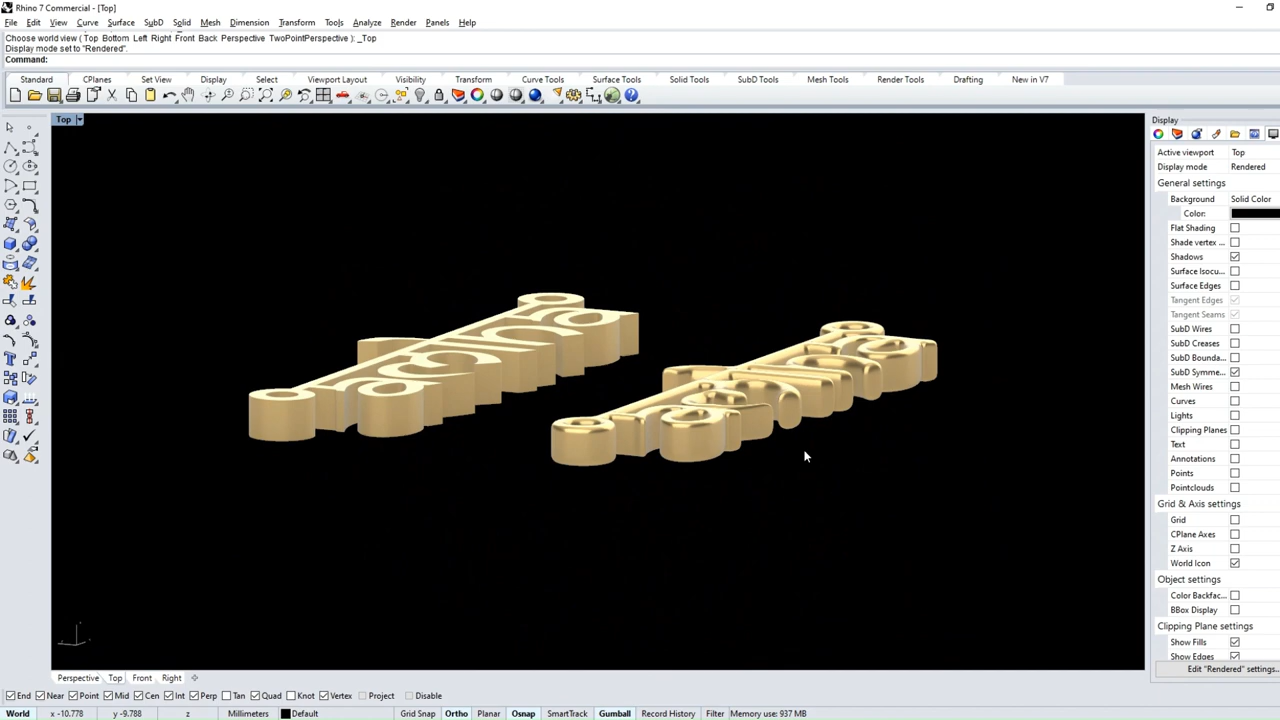 Rhino 7 Commercial - [Top]
File Edit View Curve Surface SubD Solid Mesh Dimension Transform Tools Analyze Render Panels Help
Choose world view ( Top Bottom Left Right Front Back Perspective TwoPointPerspective ): _Top
Display mode set to "Rendered".
Command:
Standard CPlanes Set View Display Select Viewport Layout Visibility Transform Curve Tools Surface Tools Solid Tools SubD Tools Mesh Tools Render Tools Drafting New in V7
Top
Display
Active viewport Top
Display mode Rendered
General settings
Background Solid Color
Color:
Flat Shading
Shade vertex ...
Shadows
Surface Isocu...
Surface Edges
Tangent Edges
Tangent Seams
SubD Wires
SubD Creases
SubD Bounda...
SubD Symme...
Mesh Wires
Curves
Lights
Clipping Planes
Text
Annotations
Points
Pointclouds
Grid & Axis settings
Grid
CPlane Axes
Z Axis
World Icon
Object settings
Color Backfac...
BBox Display
Clipping Plane settings
Show Fills
Show Edges
Edit "Rendered" settings...
Perspective Top Front Right
End Near Point Mid Cen Int Perp Tan Quad Knot Vertex Project Disable
World x -10.778 y -9.788 z Millimeters Default Grid Snap Ortho Planar Osnap SmartTrack Gumball Record History Filter Memory use: 937 MB